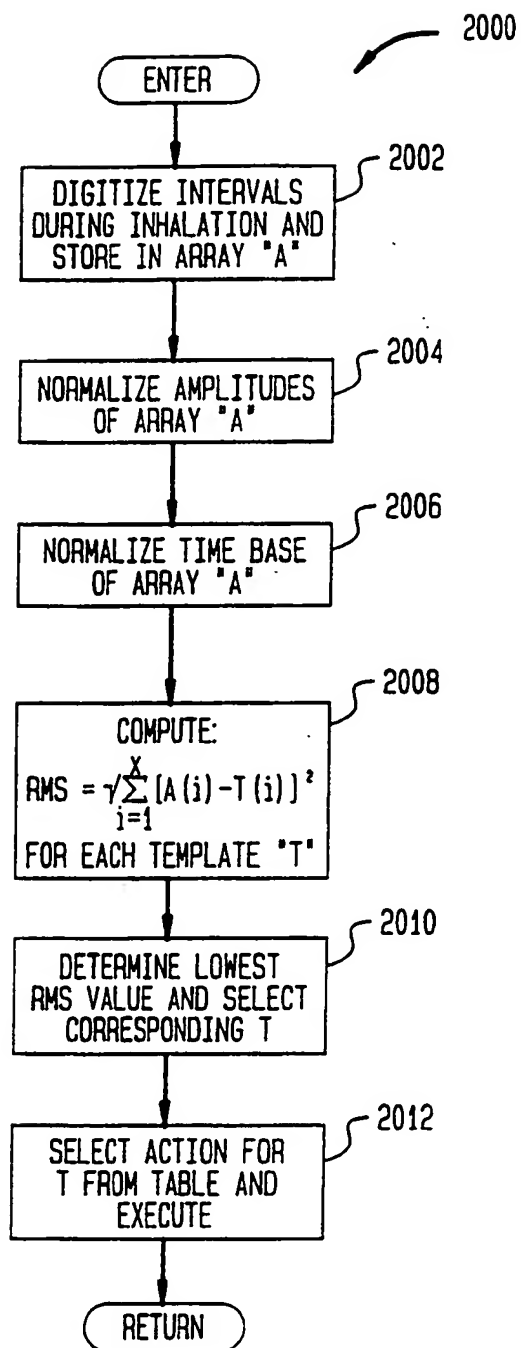 2000
ENTER
2002
DIGITIZE INTERVALS
DURING INHALATION AND
STORE IN ARRAY "A"
2004
NORMALIZE AMPLITUDES
OF ARRAY "A"
2006
NORMALIZE TIME BASE
OF ARRAY "A"
2008
COMPUTE:
RMS = √∑_{i=1}^{X} [A(i)-T(i)]²
FOR EACH TEMPLATE "T"
2010
DETERMINE LOWEST
RMS VALUE AND SELECT
CORRESPONDING T
2012
SELECT ACTION FOR
T FROM TABLE AND
EXECUTE
RETURN